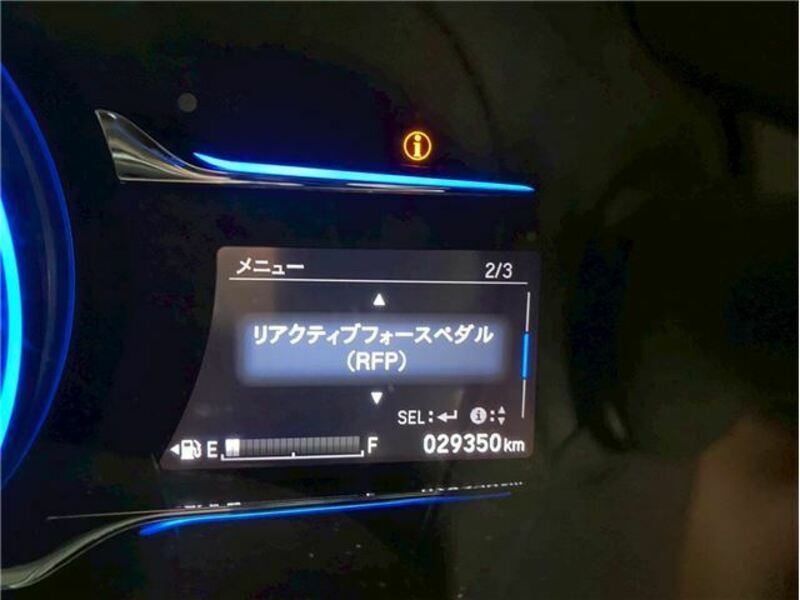 メニュー 2/3
リアクティブフォースペダル
(RFP)
SEL:
i :
E F 029350km